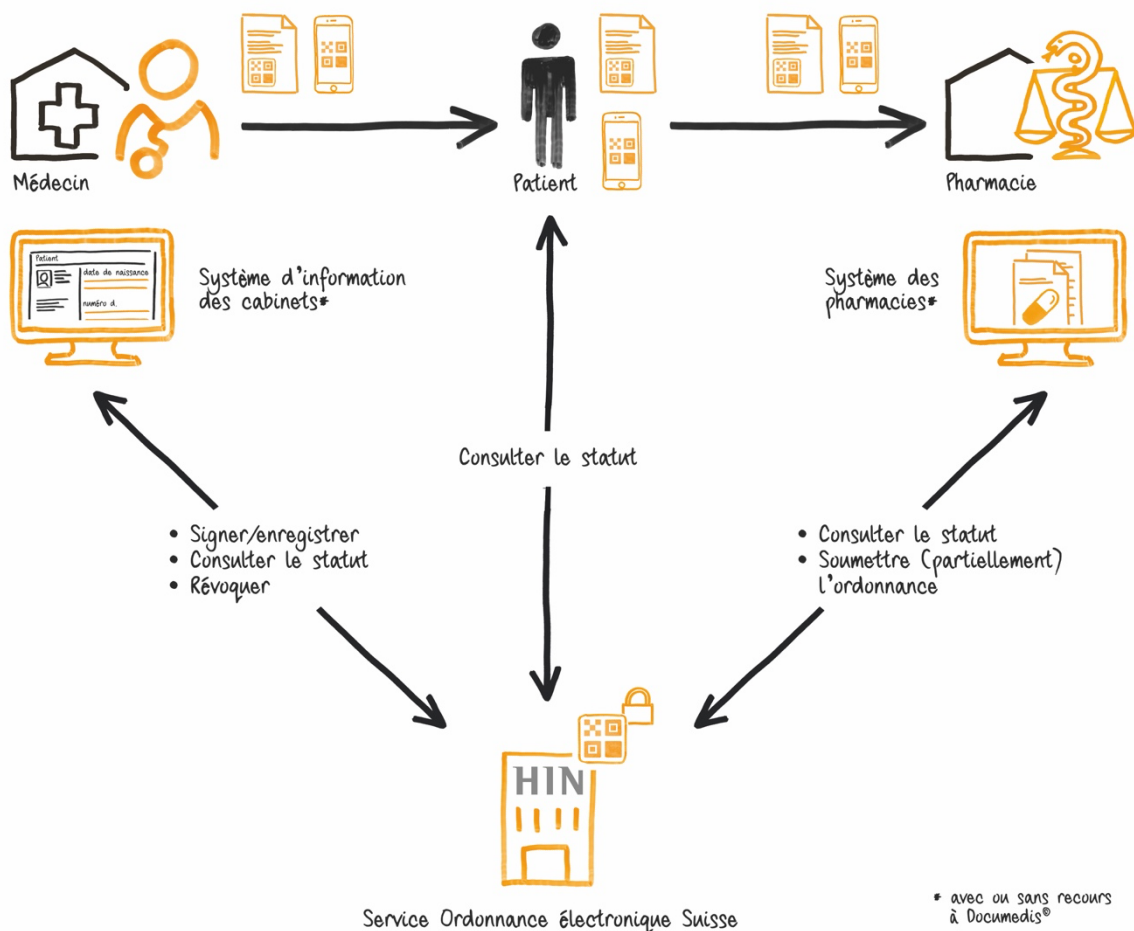 Médecin
Patient
Pharmacie
Patient
date de naissance
numéro d.
Système d'information
des cabinets*
Système des
pharmacies*
Consulter le statut
• Signer/enregistrer
• Consulter le statut
• Révoquer
• Consulter le statut
• Soumettre (partiellement)
l'ordonnance
HIN
Service Ordonnance électronique Suisse
* avec ou sans recours
à Documedis©